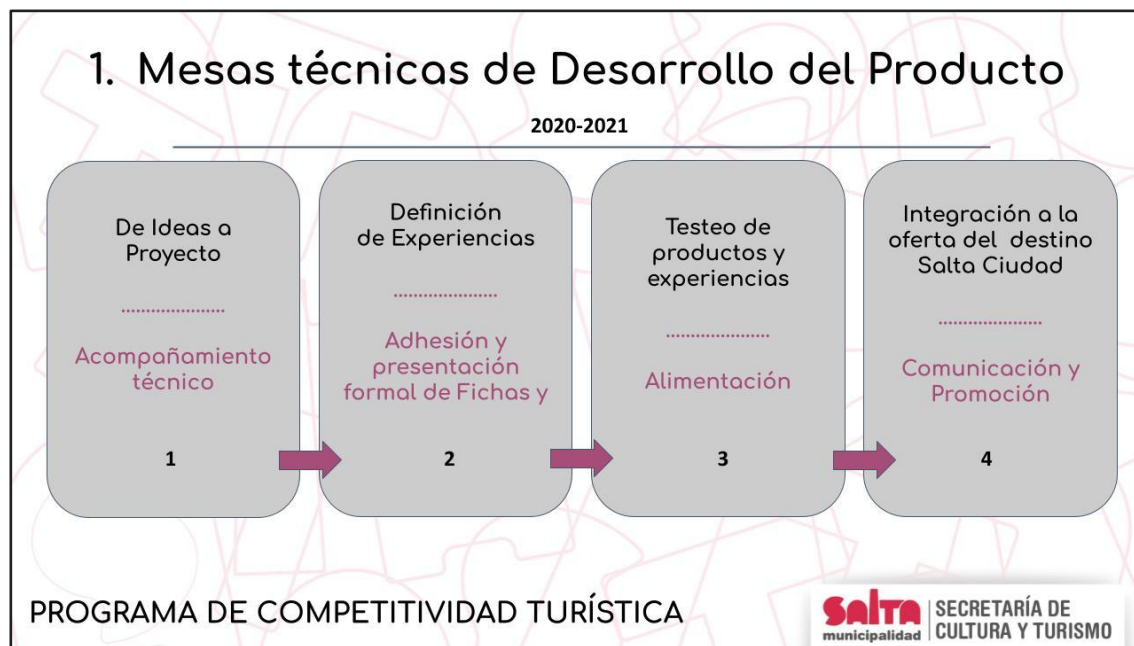 1. Mesas técnicas de Desarrollo del Producto
2020-2021
De Ideas a
Proyecto
.....................
Acompañamiento
técnico
1
Definición
de Experiencias
.....................
Adhesión y
presentación
formal de Fichas y
2
Testeo de
productos y
experiencias
.....................
Alimentación
3
Integración a la
oferta del destino
Salta Ciudad
.....................
Comunicación y
Promoción
4
PROGRAMA DE COMPETITIVIDAD TURÍSTICA
SALTA
municipalidad
SECRETARÍA DE
CULTURA Y TURISMO